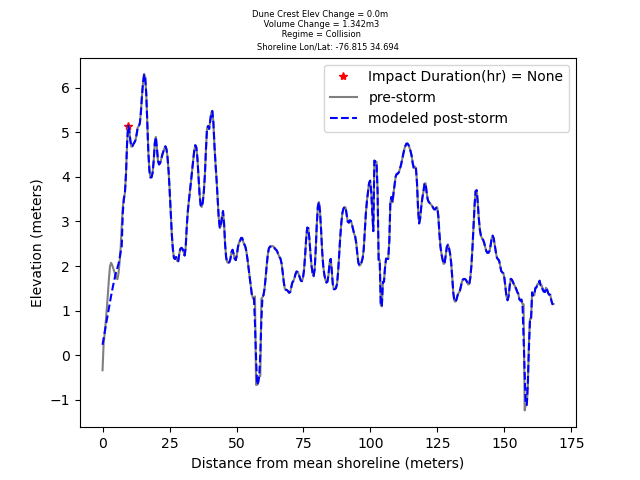 Dune Crest Elev Change = 0.0m
Volume Change = 1.342m3
Regime = Collision
Shoreline Lon/Lat: -76.815 34.694
Impact Duration(hr) = None
pre-storm
modeled post-storm
6
5
4
3
2
1
0
−1
Elevation (meters)
0 25 50 75 100 125 150 175
Distance from mean shoreline (meters)